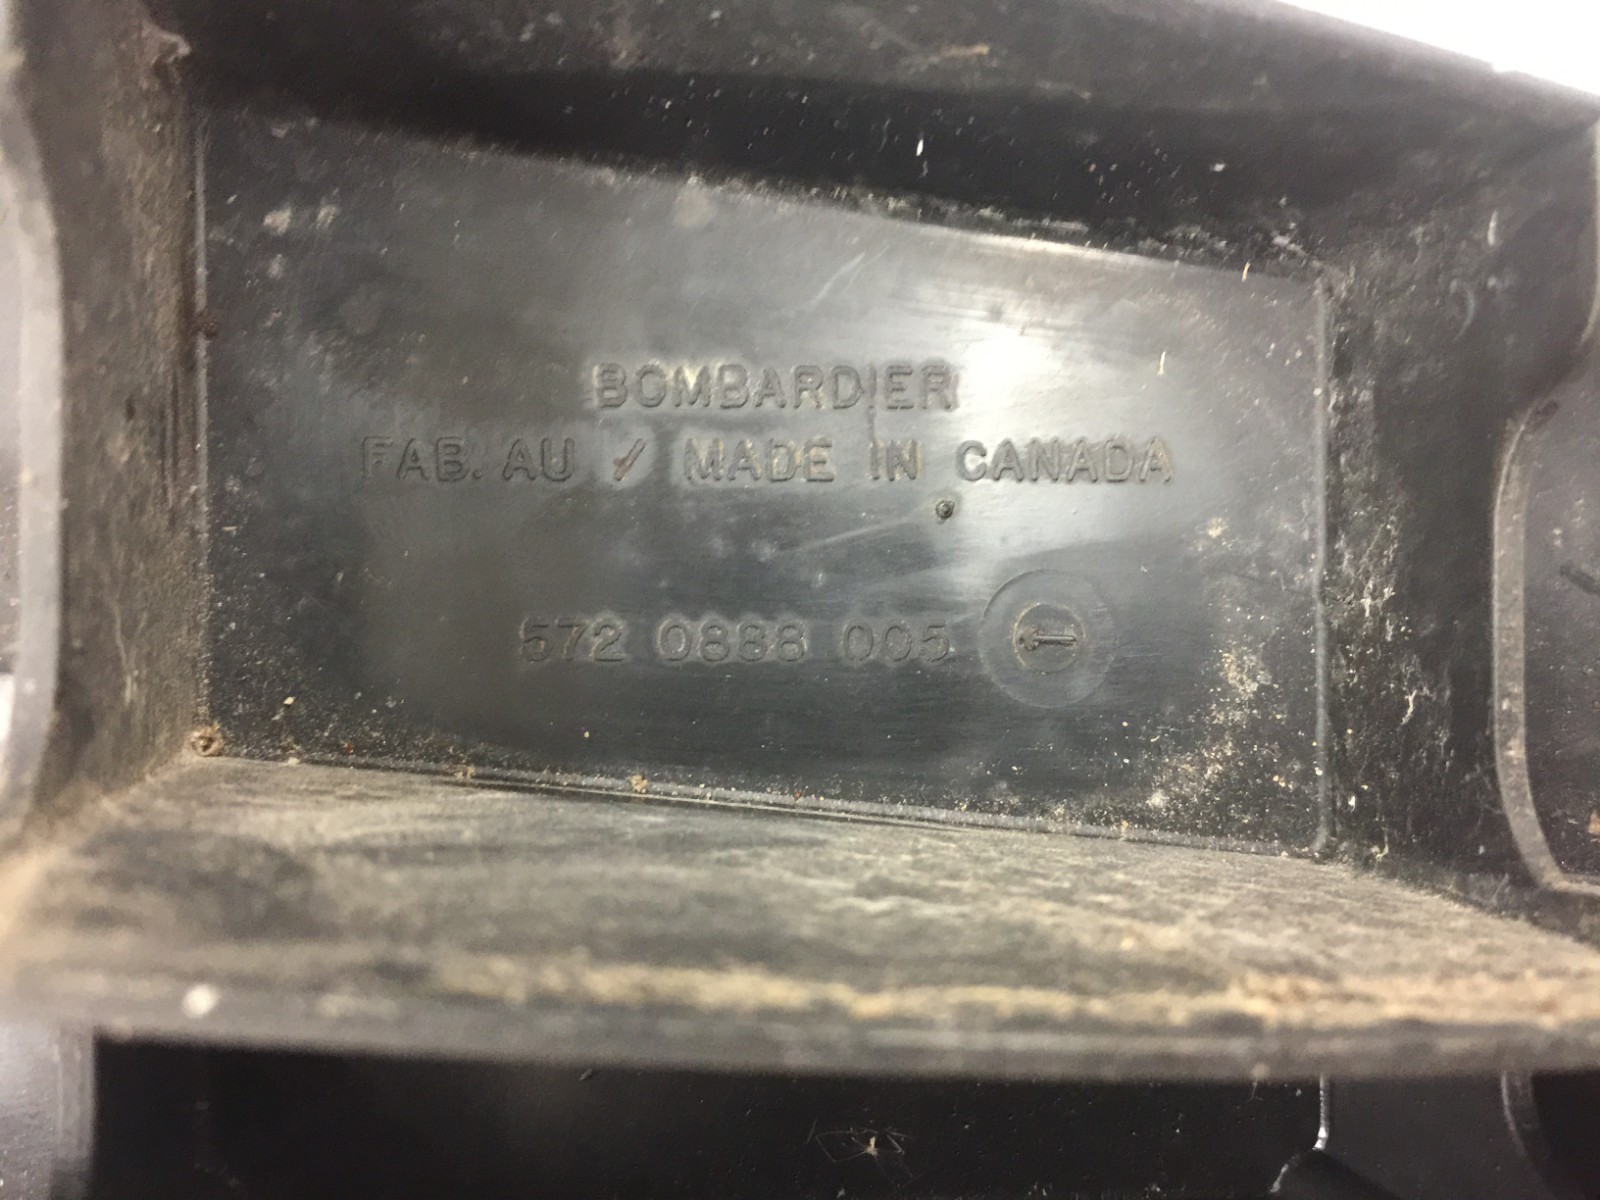 BOMBARDIER
FAB. AU / MADE IN CANADA
572 0888 005